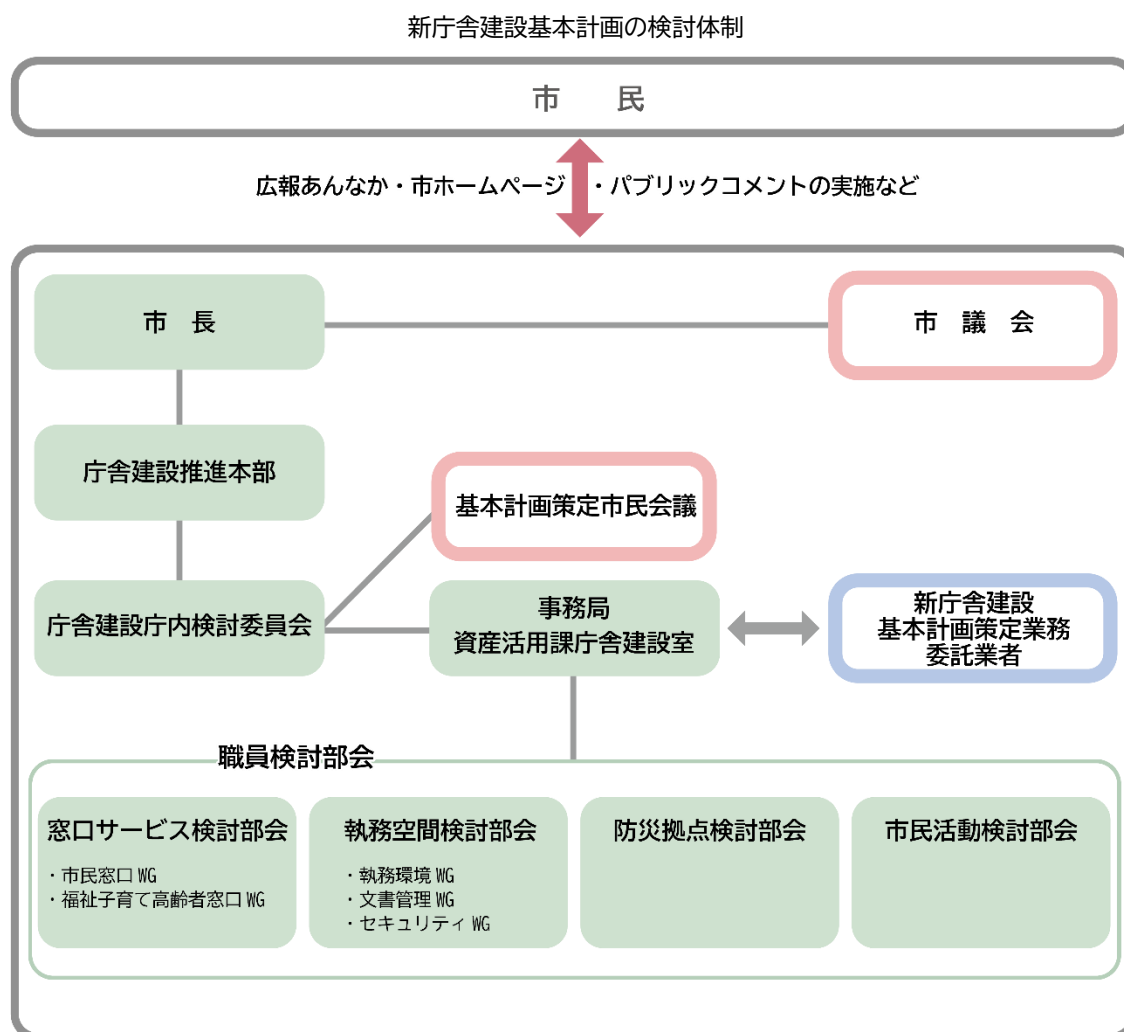 新庁舎建設基本計画の検討体制
市　民
広報あんなか・市ホームページ ・パブリックコメントの実施など
市　長
市　議　会
庁舎建設推進本部
基本計画策定市民会議
庁舎建設庁内検討委員会
事務局
資産活用課庁舎建設室
新庁舎建設
基本計画策定業務
委託業者
職員検討部会
窓口サービス検討部会
・市民窓口 WG
・福祉子育て高齢者窓口 WG
執務空間検討部会
・執務環境 WG
・文書管理 WG
・セキュリティ WG
防災拠点検討部会
市民活動検討部会